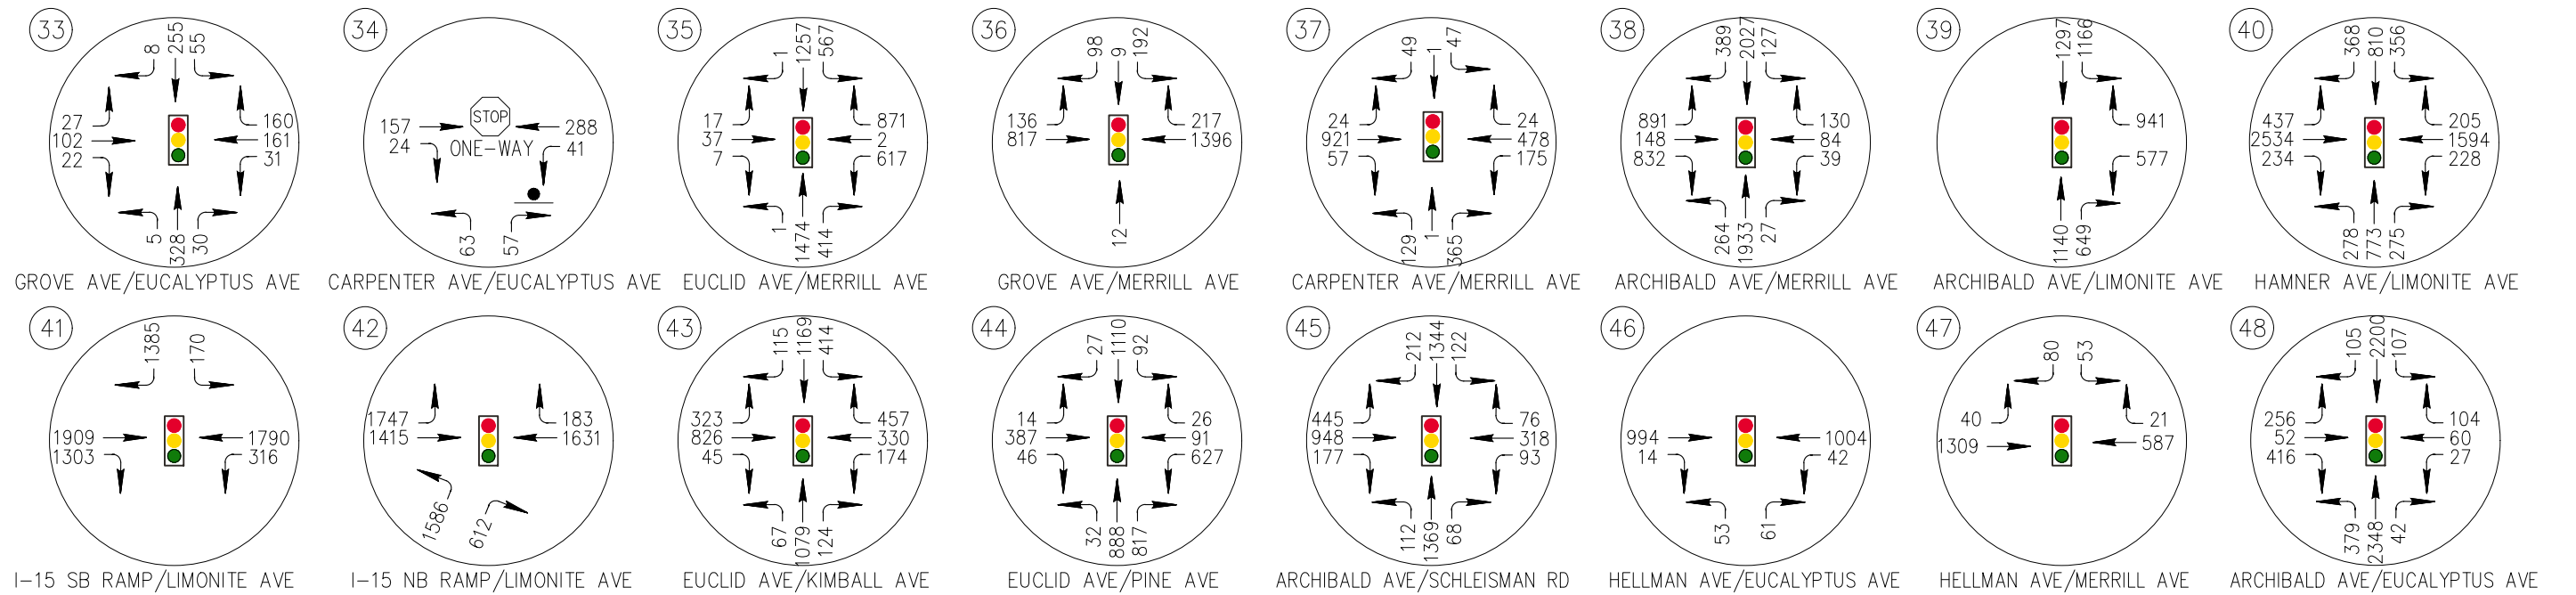 33
8 255 55
27 160
102 161
22 31
5 328 30
GROVE AVE/EUCALYPTUS AVE
34
STOP
157 288
24 ONE-WAY 41
63 57
CARPENTER AVE/EUCALYPTUS AVE
35
1 1257 567
17 871
37 2
7 617
1 1474 414
EUCLID AVE/MERRILL AVE
36
98 9 192
136 217
817 1396
12
GROVE AVE/MERRILL AVE
37
49 1 47
24 24
921 478
57 175
129 1 365
CARPENTER AVE/MERRILL AVE
38
389 2027 127
891 130
148 84
832 39
264 1933 27
ARCHIBALD AVE/MERRILL AVE
39
1297 1166
941
577
1140 649
ARCHIBALD AVE/LIMONITE AVE
40
368 810 356
437 205
2534 1594
234 228
278 773 275
HAMNER AVE/LIMONITE AVE
41
1385 170
1909 1790
1303 316
I-15 SB RAMP/LIMONITE AVE
42
1747 183
1415 1631
1586 612
I-15 NB RAMP/LIMONITE AVE
43
115 1169 414
323 457
826 330
45 174
67 1079 124
EUCLID AVE/KIMBALL AVE
44
27 1110 92
14 26
387 91
46 627
32 888 817
EUCLID AVE/PINE AVE
45
212 1344 122
445 76
948 318
177 93
112 1369 68
ARCHIBALD AVE/SCHLEISMAN RD
46
994 1004
14 42
53 61
HELLMAN AVE/EUCALYPTUS AVE
47
80 53
40 21
1309 587
HELLMAN AVE/MERRILL AVE
48
105 2200 107
256 104
52 60
416 27
379 2348 42
ARCHIBALD AVE/EUCALYPTUS AVE